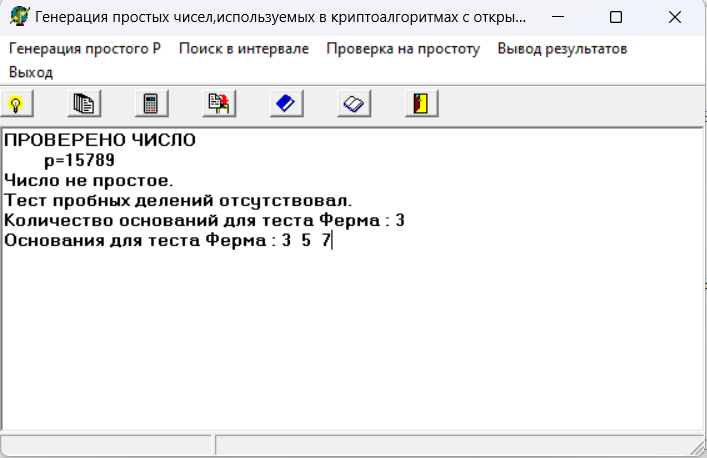 Генерация простых чисел,используемых в криптоалгоритмах с откры...
Генерация простого P Поиск в интервале Проверка на простоту Вывод результатов
Выход
ПРОВЕРЕНО ЧИСЛО
p=15789
Число не простое.
Тест пробных делений отсутствовал.
Количество оснований для теста Ферма : 3
Основания для теста Ферма : 3 5 7